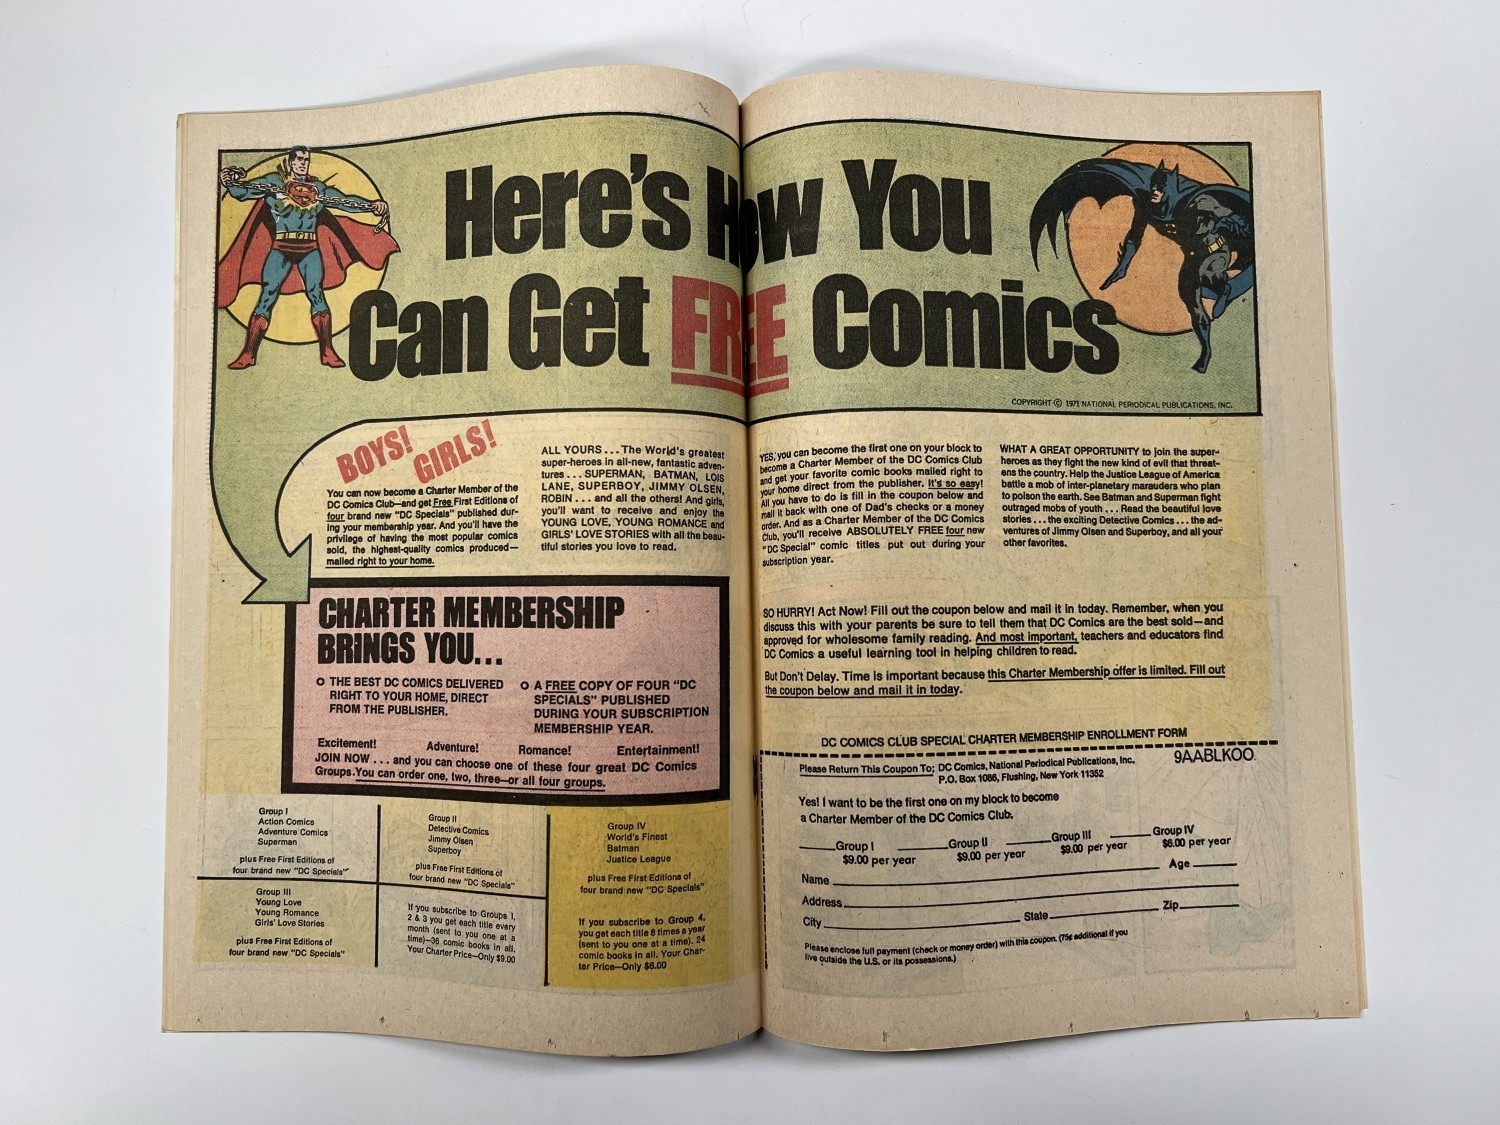 Here's How You
Can Get FREE Comics
COPYRIGHT © 1971 NATIONAL PERIODICAL PUBLICATIONS, INC.
BOYS!
GIRLS!
You can now become a Charter Member of the
DC Comics Club—and get Free First Editions of
four brand new "DC Specials" published dur-
ing your membership year. And you'll have the
privilege of having the most popular comics
sold, the highest-quality comics produced—
mailed right to your home.
ALL YOURS...The World's greatest
super-heroes in all-new, fantastic adven-
tures...SUPERMAN, BATMAN, LOIS
LANE, SUPERBOY, JIMMY OLSEN,
ROBIN...and all the others! And girls,
you'll want to receive and enjoy the
YOUNG LOVE, YOUNG ROMANCE and
GIRLS' LOVE STORIES with all the beau-
tiful stories you love to read.
YES, you can become the first one on your block to
become a Charter Member of the DC Comics Club
and get your favorite comic books mailed right to
your home direct from the publisher. It's so easy!
All you have to do is fill in the coupon below and
mail it back with one of Dad's checks or a money
order. And as a Charter Member of the DC Comics
Club, you'll receive ABSOLUTELY FREE four new
"DC Special" comic titles put out during your
subscription year.
WHAT A GREAT OPPORTUNITY to join the super-
heroes as they fight the new kind of evil that threat-
ens the country. Help the Justice League of America
battle a mob of inter-planetary marauders who plan
to poison the earth. See Batman and Superman fight
outraged mobs of youth...Read the beautiful love
stories...the exciting Detective Comics...the ad-
ventures of Jimmy Olsen and Superboy, and all your
other favorites.
SO HURRY! Act Now! Fill out the coupon below and mail it in today. Remember, when you
discuss this with your parents be sure to tell them that DC Comics are the best sold—and
approved for wholesome family reading. And most important, teachers and educators find
DC Comics a useful learning tool in helping children to read.
But Don't Delay. Time is important because this Charter Membership offer is limited. Fill out
the coupon below and mail it in today.
CHARTER MEMBERSHIP
BRINGS YOU...
THE BEST DC COMICS DELIVERED
RIGHT TO YOUR HOME, DIRECT
FROM THE PUBLISHER.
A FREE COPY OF FOUR "DC
SPECIALS" PUBLISHED
DURING YOUR SUBSCRIPTION
MEMBERSHIP YEAR.
Excitement! Adventure! Romance! Entertainment!
JOIN NOW...and you can choose one of these four great DC Comics
Groups. You can order one, two, three—or all four groups.
Group I
Action Comics
Adventure Comics
Superman
plus Free First Editions of
four brand new "DC Specials"
Group II
Detective Comics
Jimmy Olsen
Superboy
plus Free First Editions of
four brand new "DC Specials"
Group IV
World's Finest
Batman
Justice League
plus Free First Editions of
four brand new "DC Specials"
Group III
Young Love
Young Romance
Girls' Love Stories
plus Free First Editions of
four brand new "DC Specials"
If you subscribe to Groups 1,
2 & 3 you get each title every
month (sent to you one at a
time)—36 comic books in all.
Your Charter Price—Only $9.00
If you subscribe to Group 4,
you get each title 8 times a year
(sent to you one at a time). 24
comic books in all. Your Char-
ter Price—Only $6.00
DC COMICS CLUB SPECIAL CHARTER MEMBERSHIP ENROLLMENT FORM
9AABLKOO
Please Return This Coupon To: DC Comics, National Periodical Publications, Inc.
P.O. Box 1086, Flushing, New York 11352
Yes! I want to be the first one on my block to become
a Charter Member of the DC Comics Club.
Group I Group II Group III Group IV
$9.00 per year $9.00 per year $9.00 per year $6.00 per year
Name Age
Address
City State Zip
Please enclose full payment (check or money order) with this coupon. (75¢ additional if you
live outside the U.S. or its possessions.)